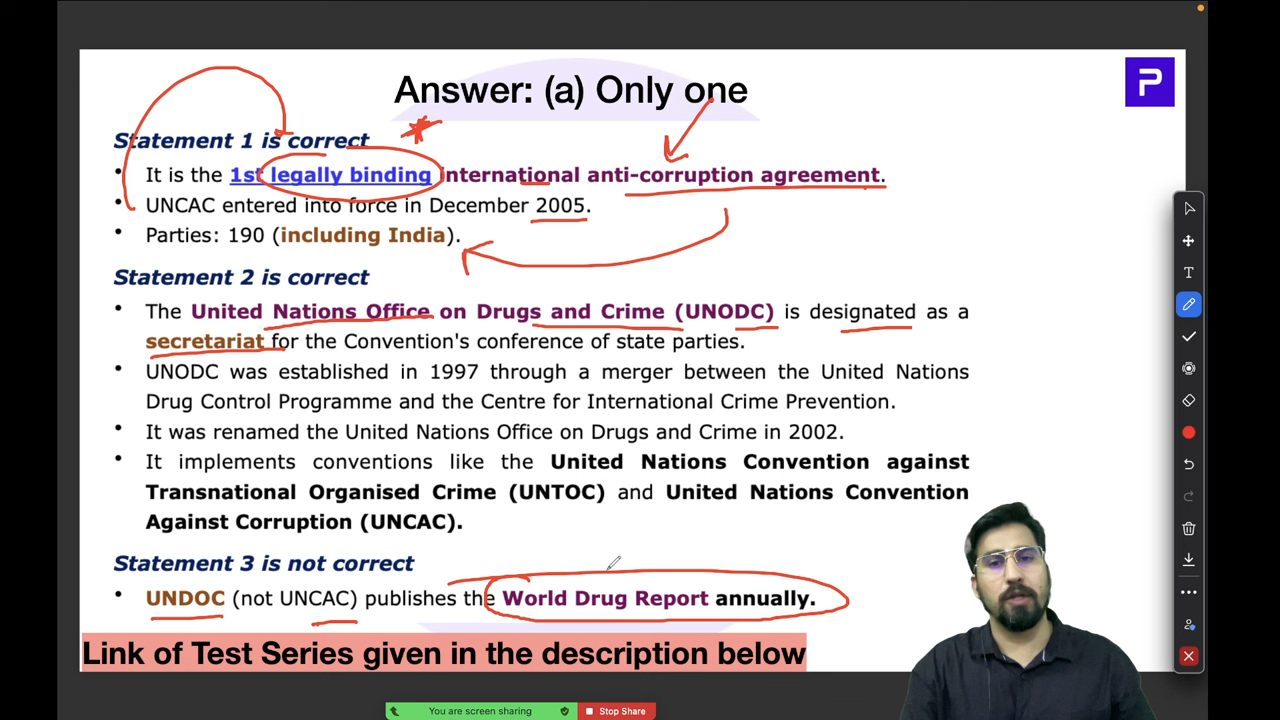 P
Answer: (a) Only one
Statement 1 is correct
• It is the 1st legally binding international anti-corruption agreement.
• UNCAC entered into force in December 2005.
• Parties: 190 (including India).
Statement 2 is correct
• The United Nations Office on Drugs and Crime (UNODC) is designated as a
secretariat for the Convention's conference of state parties.
• UNODC was established in 1997 through a merger between the United Nations
Drug Control Programme and the Centre for International Crime Prevention.
• It was renamed the United Nations Office on Drugs and Crime in 2002.
• It implements conventions like the United Nations Convention against
Transnational Organised Crime (UNTOC) and United Nations Convention
Against Corruption (UNCAC).
Statement 3 is not correct
• UNDOC (not UNCAC) publishes the World Drug Report annually.
Link of Test Series given in the description below
You are screen sharing Stop Share
T